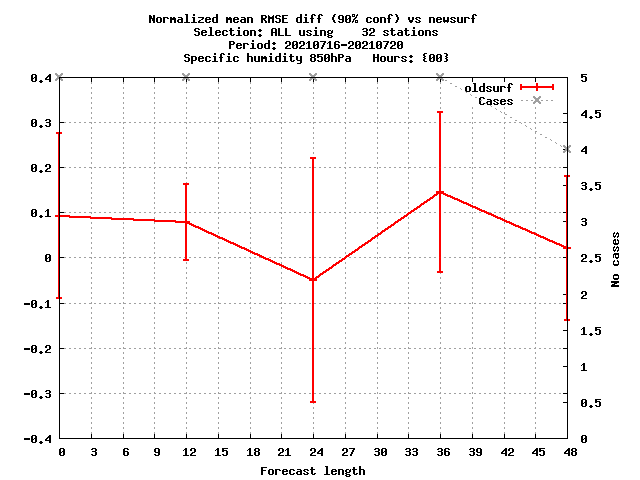 Normalized mean RMSE diff (90% conf) vs newsurf
Selection: ALL using    32 stations
Period: 20210716-20210720
Specific humidity 850hPa   Hours: {00}
oldsurf
Cases
0.4
0.3
0.2
0.1
0
-0.1
-0.2
-0.3
-0.4
5
4.5
4
3.5
3
2.5
2
1.5
1
0.5
0
No cases
0 3 6 9 12 15 18 21 24 27 30 33 36 39 42 45 48
Forecast length